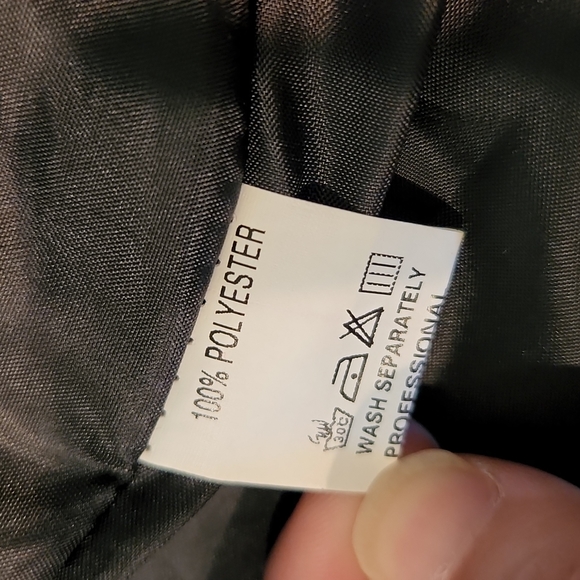 100% POLYESTER
30C
WASH SEPARATELY
PROFESSIONAL